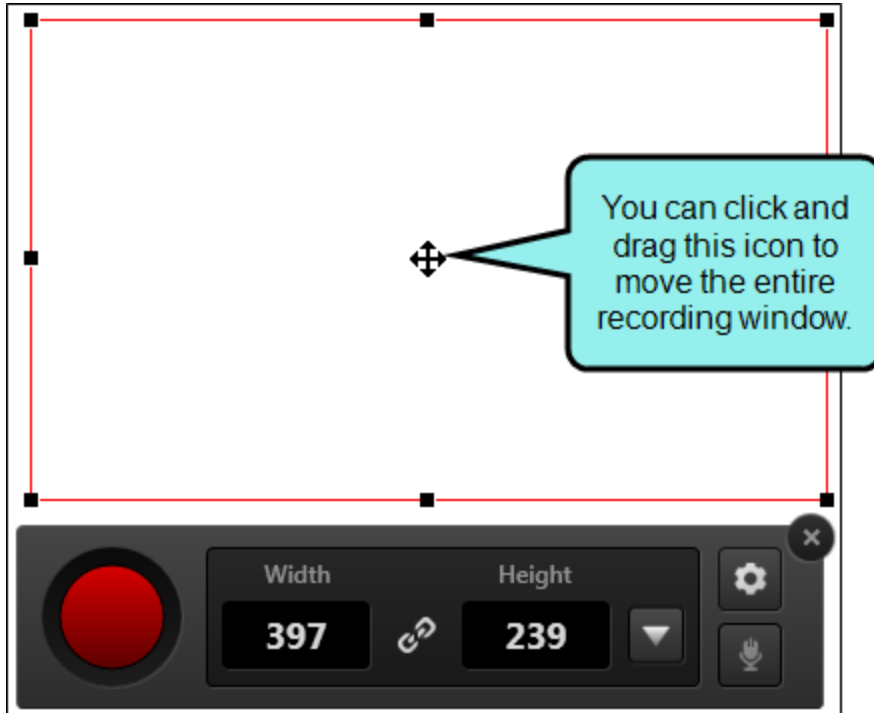 You can click and
drag this icon to
move the entire
recording window.
Width
Height
397
239